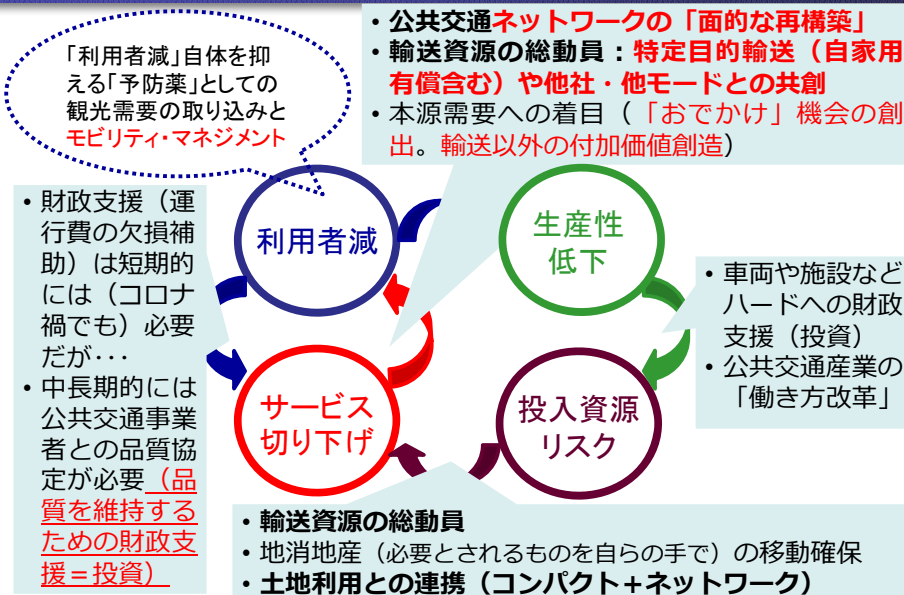 「利用者減」自体を抑
える「予防薬」としての
観光需要の取り込みと
モビリティ・マネジメント
• 公共交通ネットワークの「面的な再構築」
• 輸送資源の総動員：特定目的輸送（自家用
有償含む）や他社・他モードとの共創
• 本源需要への着目（「おでかけ」機会の創
出。輸送以外の付加価値創造）
• 財政支援（運
行費の欠損補
助）は短期的
には（コロナ
禍でも）必要
だが･･･
• 中長期的には
公共交通事業
者との品質協
定が必要（品
質を維持する
ための財政支
援＝投資）
利用者減
生産性
低下
サービス
切り下げ
投入資源
リスク
• 車両や施設など
ハードへの財政
支援（投資）
• 公共交通産業の
「働き方改革」
• 輸送資源の総動員
• 地消地産（必要とされるものを自らの手で）の移動確保
• 土地利用との連携（コンパクト＋ネットワーク）